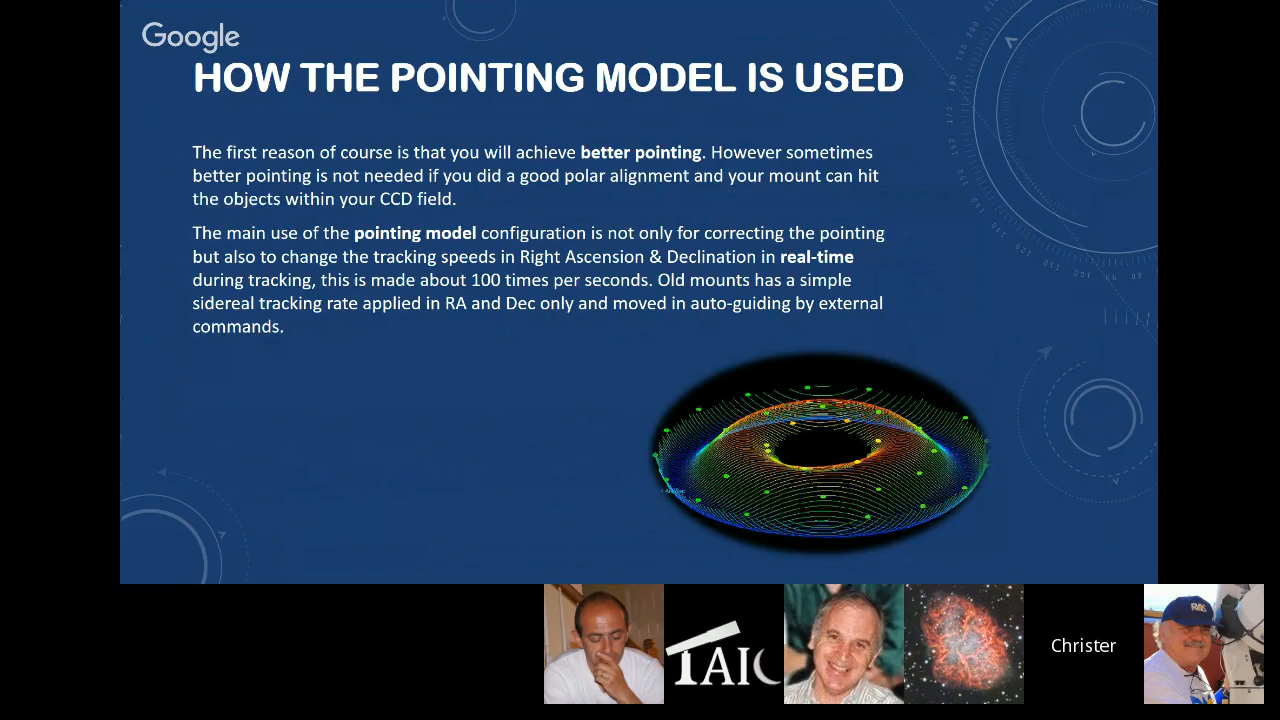 Google
HOW THE POINTING MODEL IS USED
The first reason of course is that you will achieve better pointing. However sometimes
better pointing is not needed if you did a good polar alignment and your mount can hit
the objects within your CCD field.
The main use of the pointing model configuration is not only for correcting the pointing
but also to change the tracking speeds in Right Ascension & Declination in real-time
during tracking, this is made about 100 times per seconds. Old mounts has a simple
sidereal tracking rate applied in RA and Dec only and moved in auto-guiding by external
commands.
TAIC
Christer
RAS